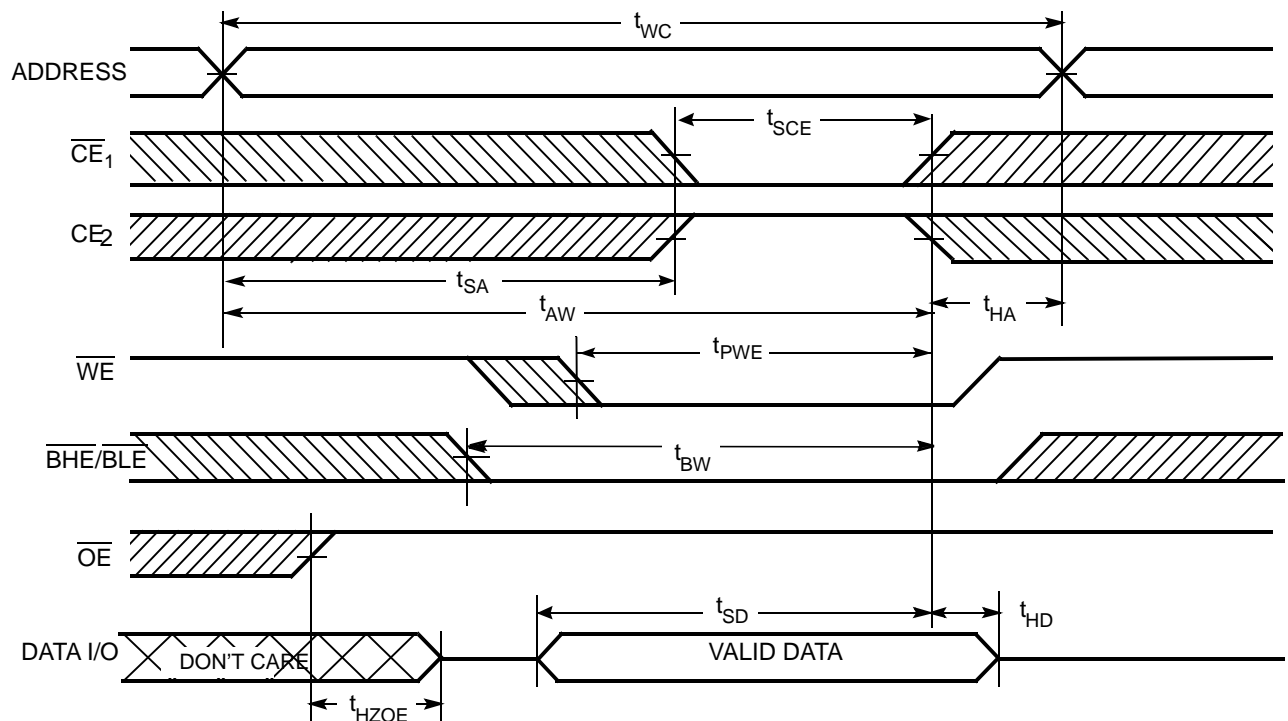 tWC
ADDRESS
tSCE
CE1
CE2
tSA
tAW
tHA
tPWE
WE
BHE/BLE
tBW
OE
tSD
tHD
DATA I/O
DON'T CARE
VALID DATA
tHZOE